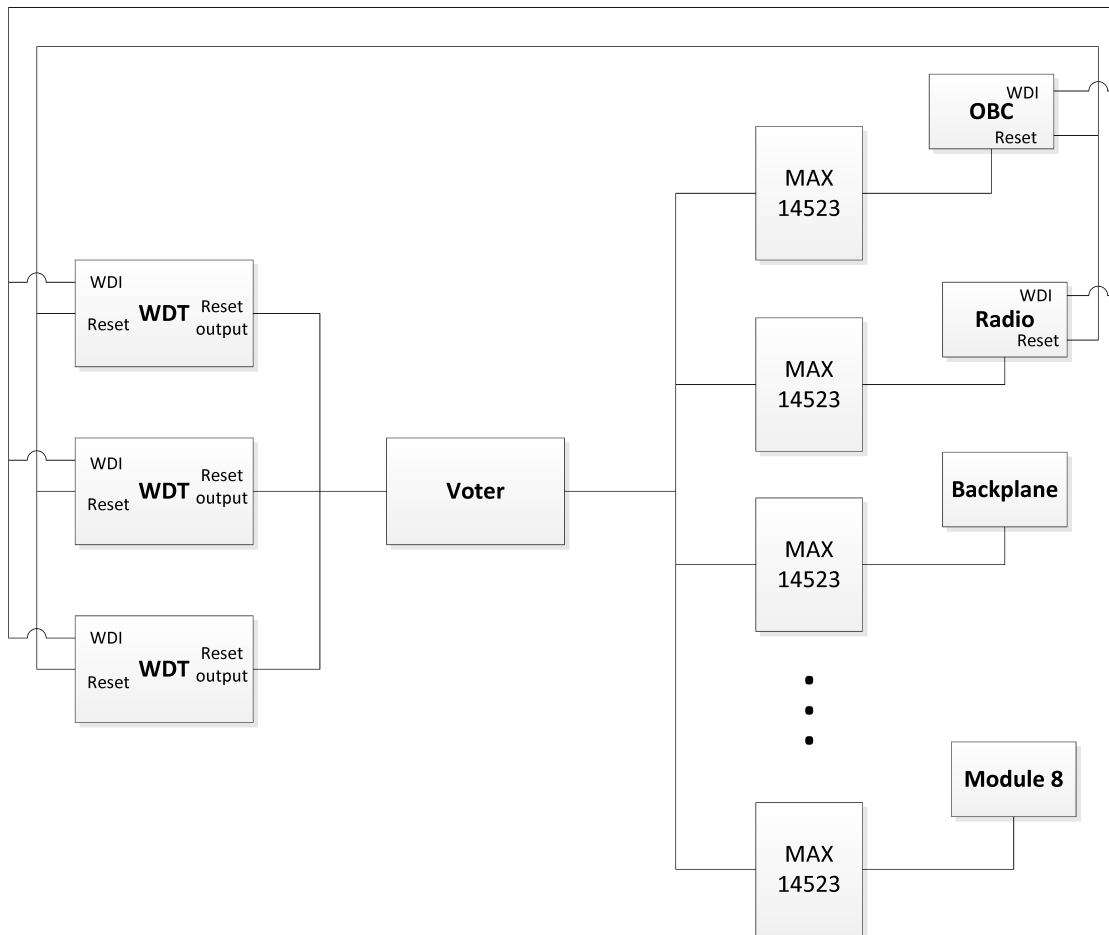 WDI
OBC
Reset
MAX
14523
WDI
Radio
Reset
MAX
14523
WDI
Reset
WDT
Reset
output
WDI
Reset
WDT
Reset
output
Voter
Backplane
MAX
14523
WDI
Reset
WDT
Reset
output
Module 8
MAX
14523